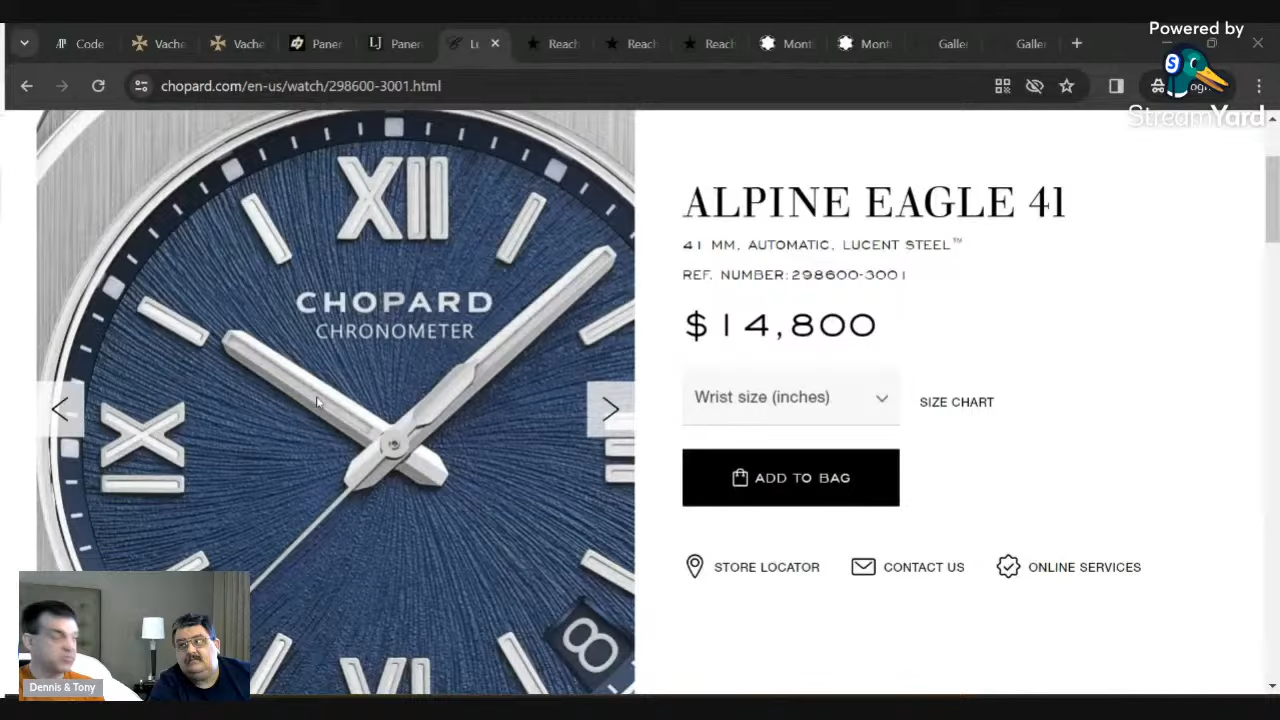 Powered by
StreamYard
Code
Vache
Vache
Paner
Paner
Reach
Reach
Reach
Mont
Mont
Galler
Galler
chopard.com/en-us/watch/298600-3001.html
XII
CHOPARD
CHRONOMETER
IX
VI
8
ALPINE EAGLE 41
41 MM, AUTOMATIC, LUCENT STEEL™
REF. NUMBER:298600-3001
$14,800
Wrist size (inches)
SIZE CHART
ADD TO BAG
STORE LOCATOR
CONTACT US
ONLINE SERVICES
Dennis & Tony